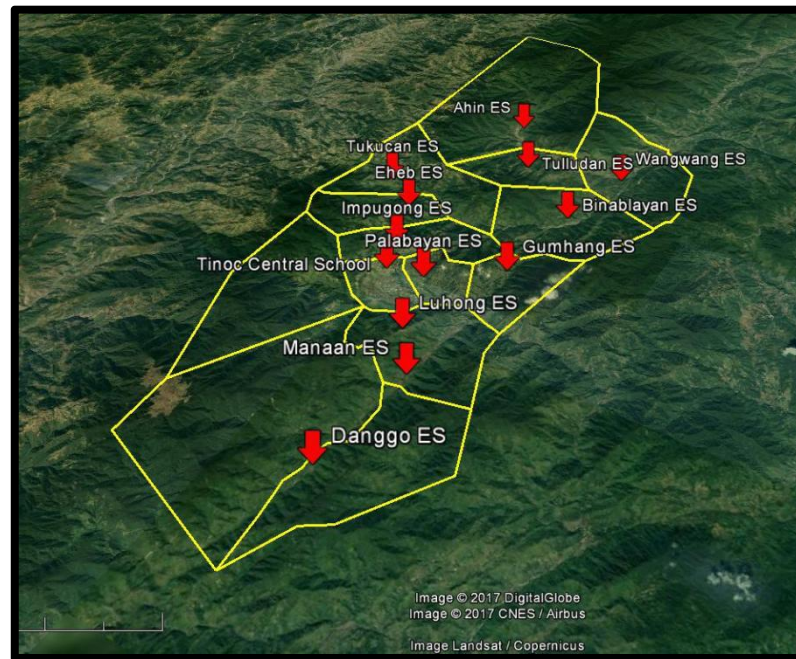 Ahin ES
Tukucan ES
Tulludan ES
Wangwang ES
Eheb ES
Binablayan ES
Impugong ES
Palabayan ES
Gumhang ES
Tinoc Central School
Luhong ES
Manaan ES
Danggo ES
Image © 2017 DigitalGlobe
Image © 2017 CNES / Airbus
Image Landsat / Copernicus